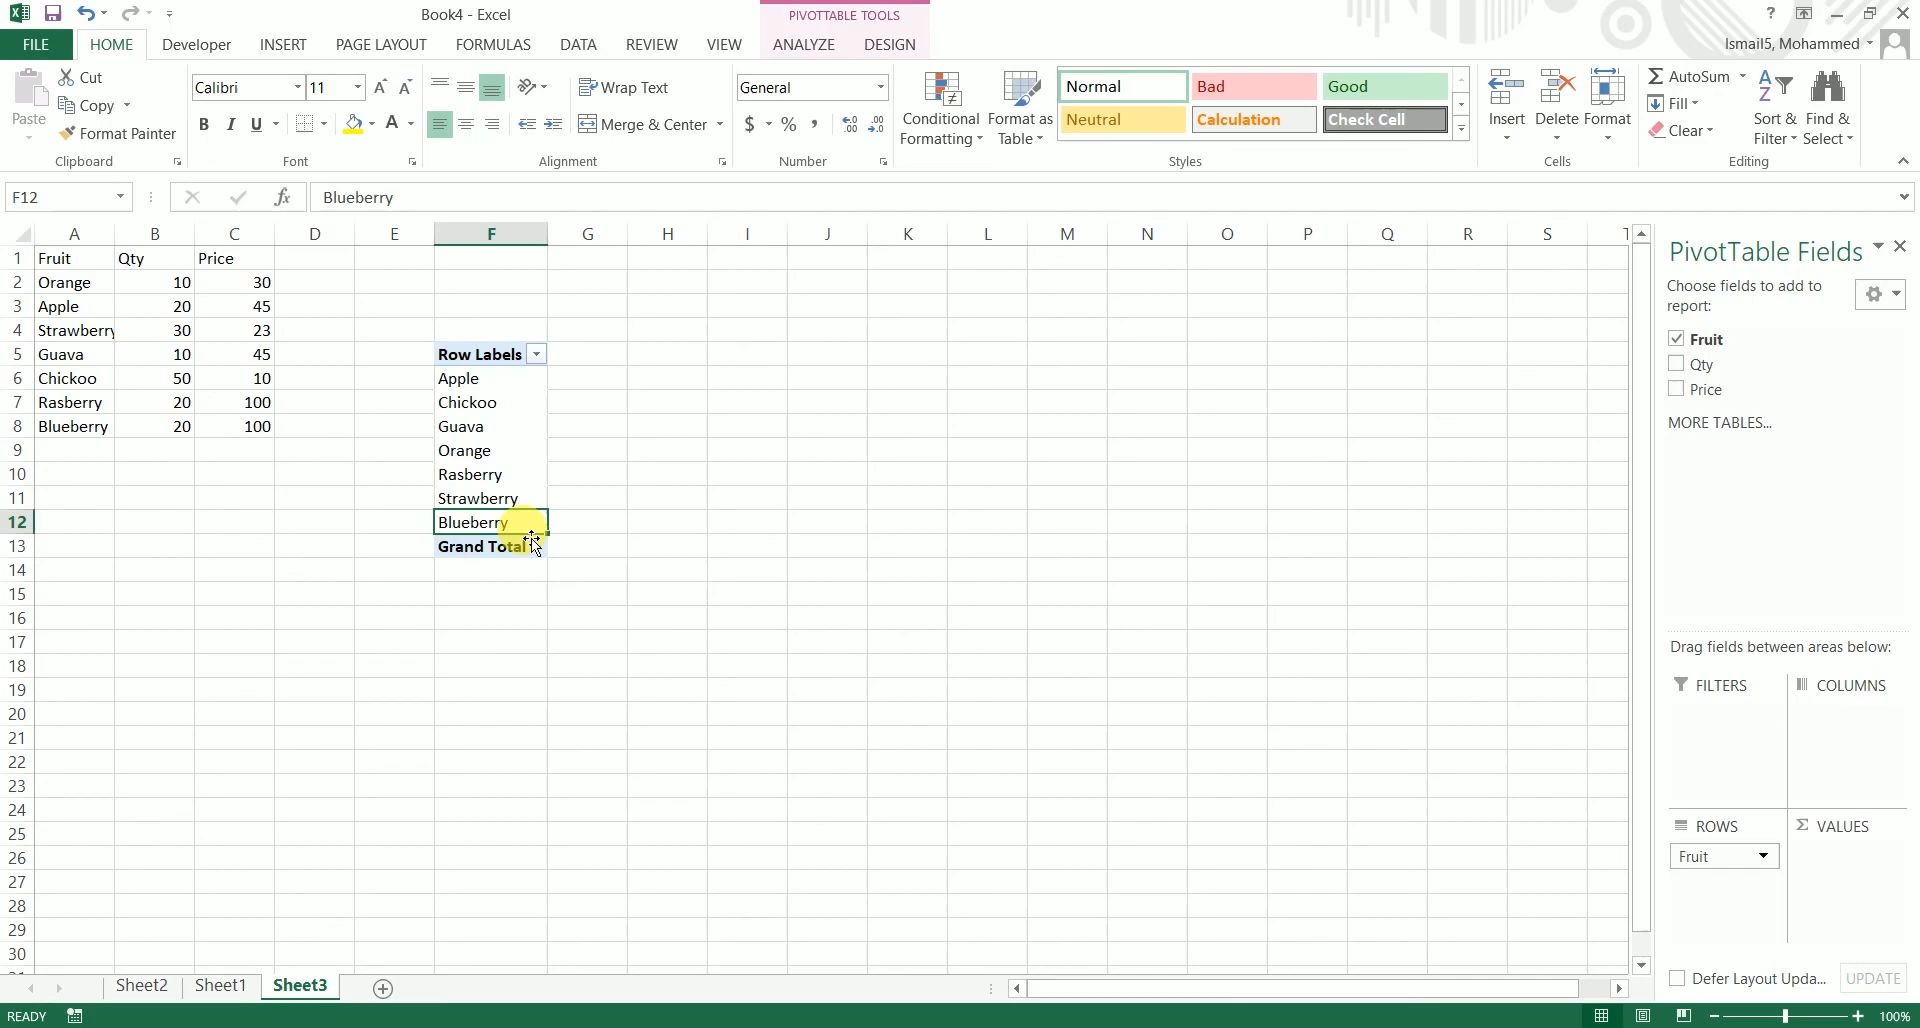 Book4 - Excel
PIVOTTABLE TOOLS
?
FILE HOME Developer INSERT PAGE LAYOUT FORMULAS DATA REVIEW VIEW ANALYZE DESIGN
Ismail5, Mohammed
Paste
Cut
Copy
Format Painter
Clipboard
Calibri 11
B I U
Font
Wrap Text
Merge & Center
Alignment
General
$ % ,
Number
Conditional Formatting
Format as Table
Normal Bad Good
Neutral Calculation Check Cell
Styles
Insert Delete Format
Cells
AutoSum
Fill
Clear
Sort & Filter
Find & Select
Editing
F12 fx Blueberry
A B C D E F G H I J K L M N O P Q R S T
1 Fruit Qty Price
2 Orange 10 30
3 Apple 20 45
4 Strawberry 30 23
5 Guava 10 45 Row Labels
6 Chickoo 50 10 Apple
7 Rasberry 20 100 Chickoo
8 Blueberry 20 100 Guava
9 Orange
10 Rasberry
11 Strawberry
12 Blueberry
13 Grand Total
14
15
16
17
18
19
20
21
22
23
24
25
26
27
28
29
30
PivotTable Fields
Choose fields to add to
report:
Fruit
Qty
Price
MORE TABLES...
Drag fields between areas below:
FILTERS COLUMNS
ROWS VALUES
Fruit
Defer Layout Upda... UPDATE
Sheet2 Sheet1 Sheet3
READY 100%